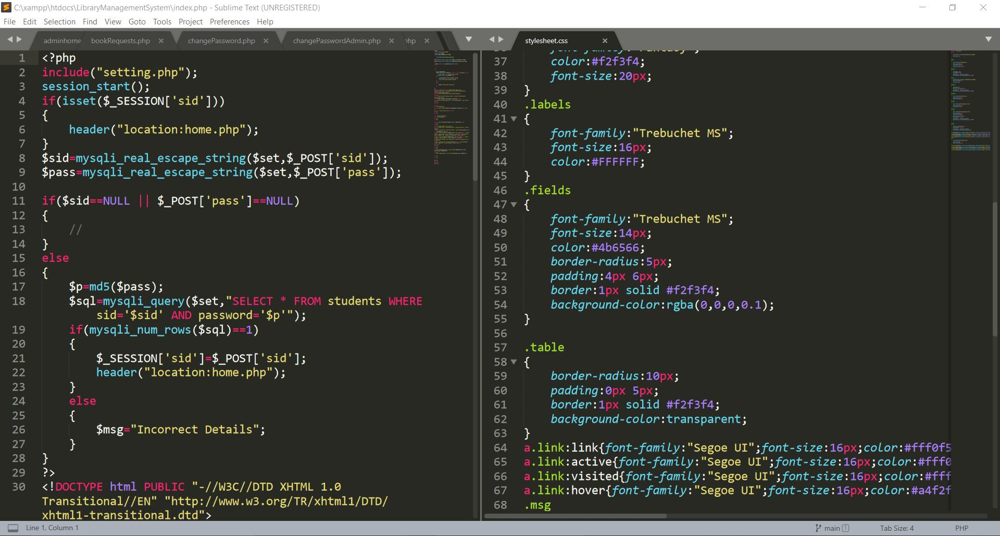 C:\xampp\htdocs\LibraryManagementSystem\index.php - Sublime Text (UNREGISTERED)
File Edit Selection Find View Goto Tools Project Preferences Help
adminhome bookRequests.php × changePassword.php × changePasswordAdmin.php × php ×
1 <?php
2 include("setting.php");
3 session_start();
4 if(isset($_SESSION['sid']))
5 {
6     header("location:home.php");
7 }
8 $sid=mysqli_real_escape_string($set,$_POST['sid']);
9 $pass=mysqli_real_escape_string($set,$_POST['pass']);
10
11 if($sid==NULL || $_POST['pass']==NULL)
12 {
13     //
14 }
15 else
16 {
17     $p=md5($pass);
18     $sql=mysqli_query($set,"SELECT * FROM students WHERE
sid='$sid' AND password='$p'");
19     if(mysqli_num_rows($sql)==1)
20     {
21         $_SESSION['sid']=$_POST['sid'];
22         header("location:home.php");
23     }
24     else
25     {
26         $msg="Incorrect Details";
27     }
28 }
29 ?>
30 <!DOCTYPE html PUBLIC "-//W3C//DTD XHTML 1.0
Transitional//EN" "http://www.w3.org/TR/xhtml1/DTD/
xhtml1-transitional.dtd">
stylesheet.css ×
37     color:#f2f3f4;
38     font-size:20px;
39 }
40 .labels
41 {
42     font-family:"Trebuchet MS";
43     font-size:16px;
44     color:#FFFFFF;
45 }
46 .fields
47 {
48     font-family:"Trebuchet MS";
49     font-size:14px;
50     color:#4b6566;
51     border-radius:5px;
52     padding:4px 6px;
53     border:1px solid #f2f3f4;
54     background-color:rgba(0,0,0,0.1);
55 }
56
57 .table
58 {
59     border-radius:10px;
60     padding:0px 5px;
61     border:1px solid #f2f3f4;
62     background-color:transparent;
63 }
64 a.link:link{font-family:"Segoe UI";font-size:16px;color:#fff0f5
65 a.link:active{font-family:"Segoe UI";font-size:16px;color:#fff0
66 a.link:visited{font-family:"Segoe UI";font-size:16px;color:#fff
67 a.link:hover{font-family:"Segoe UI";font-size:16px;color:#a4f2f
68 .msg
Line 1, Column 1 main 1 Tab Size: 4 PHP